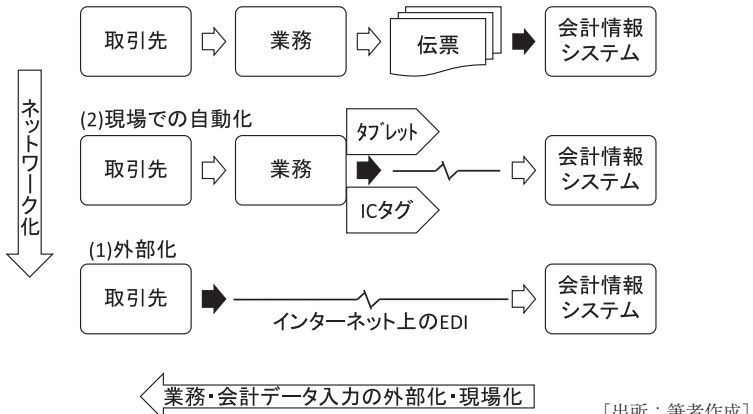 取引先
業務
伝票
会計情報
システム
ネットワーク化
(2)現場での自動化
取引先
業務
タブレット
ICタグ
会計情報
システム
(1)外部化
取引先
インターネット上のEDI
会計情報
システム
業務・会計データ入力の外部化・現場化
［出所：筆者作成］